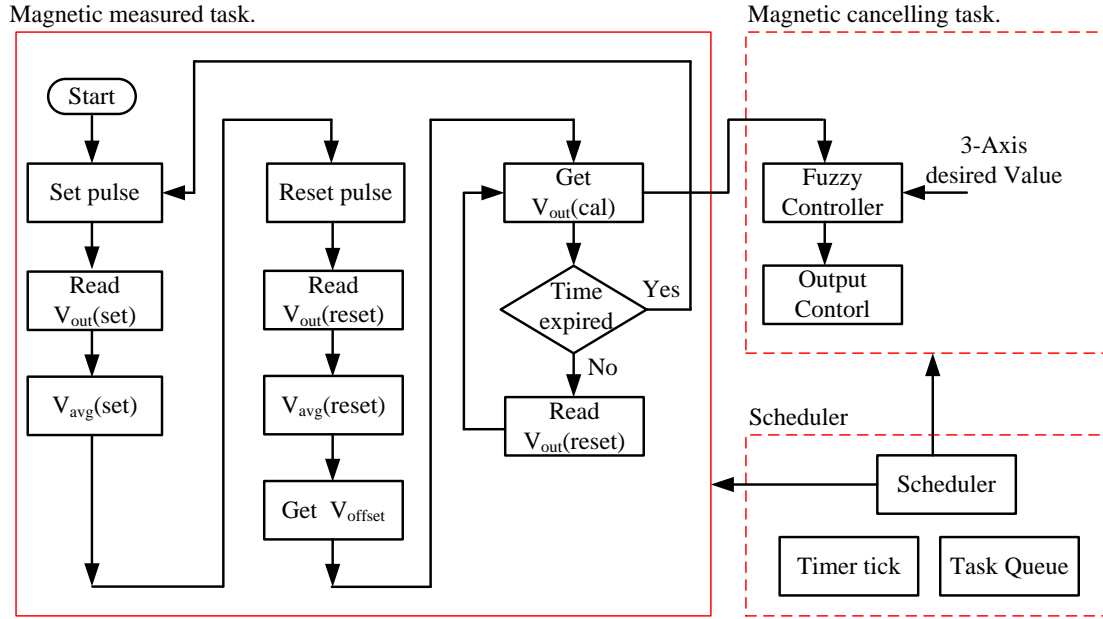 Magnetic measured task.
Start
Set pulse
Read
Vout(set)
Vavg(set)
Reset pulse
Read
Vout(reset)
Vavg(reset)
Get Voffset
Get
Vout(cal)
Time
expired
Yes
No
Read
Vout(reset)
Magnetic cancelling task.
Fuzzy
Controller
3-Axis
desired Value
Output
Contorl
Scheduler
Scheduler
Timer tick
Task Queue